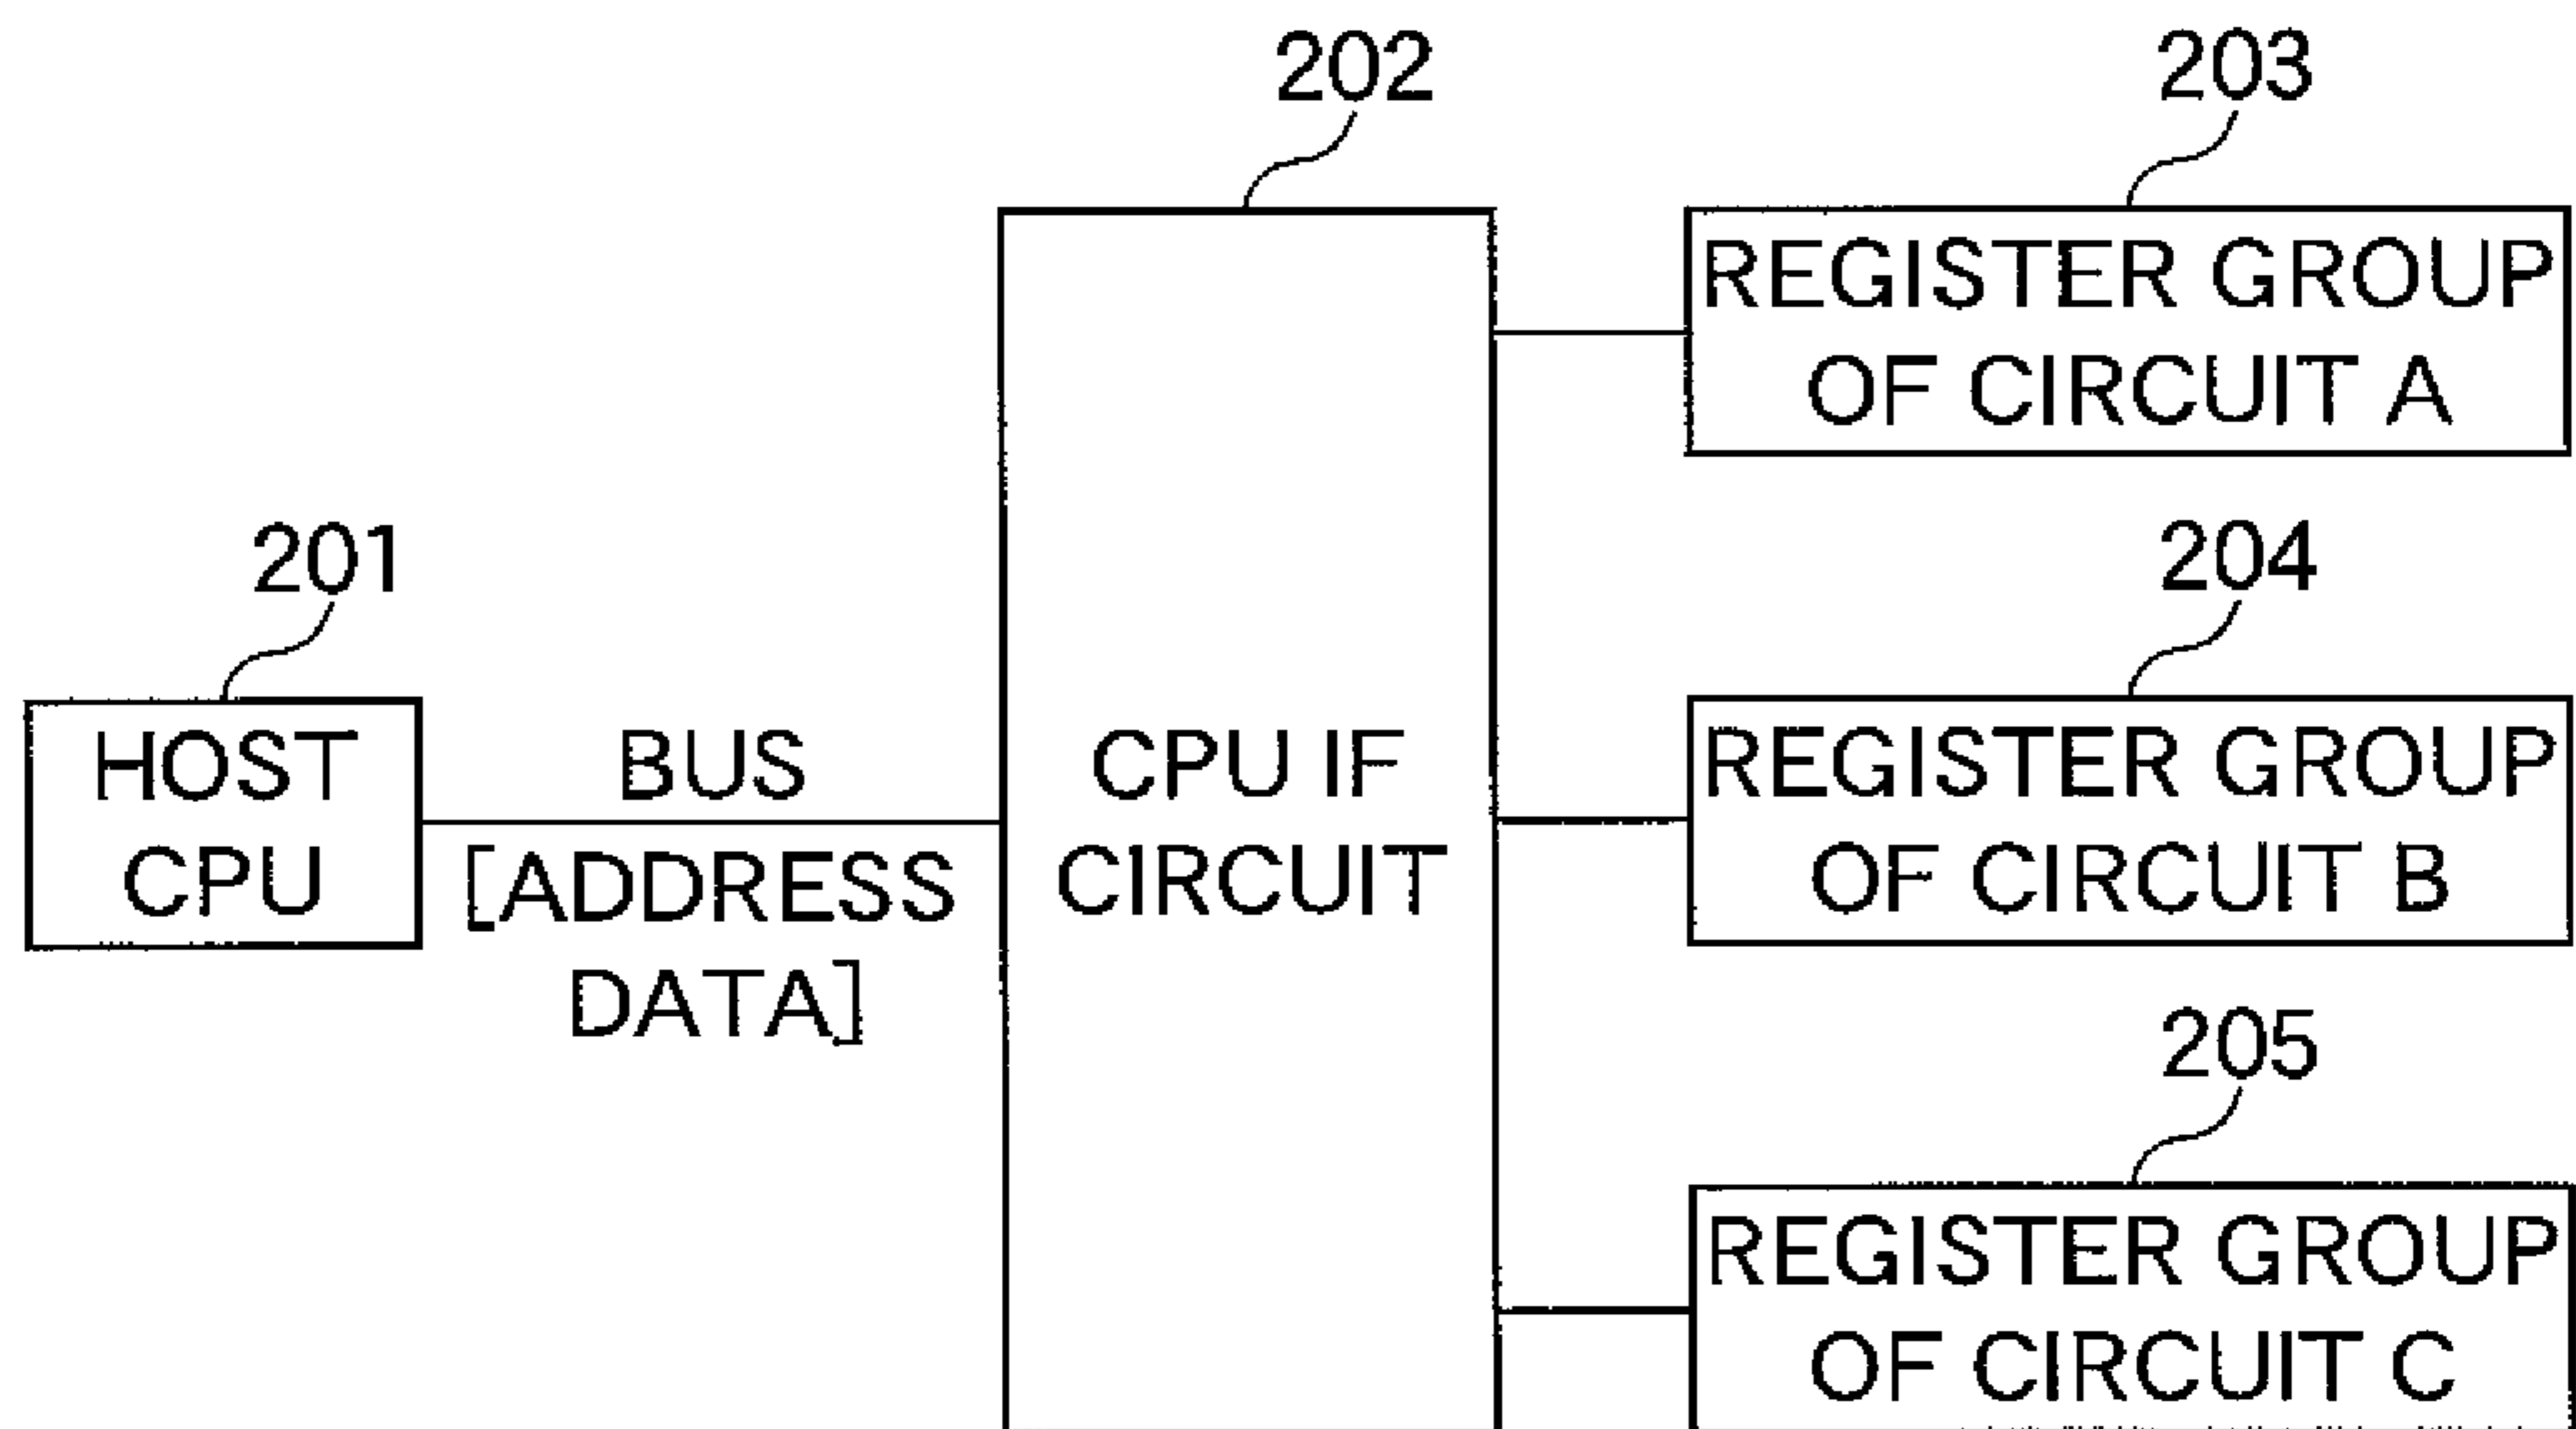 202
203
REGISTER GROUP
OF CIRCUIT A
201
204
HOST
CPU
BUS
[ADDRESS
DATA]
CPU IF
CIRCUIT
REGISTER GROUP
OF CIRCUIT B
205
REGISTER GROUP
OF CIRCUIT C